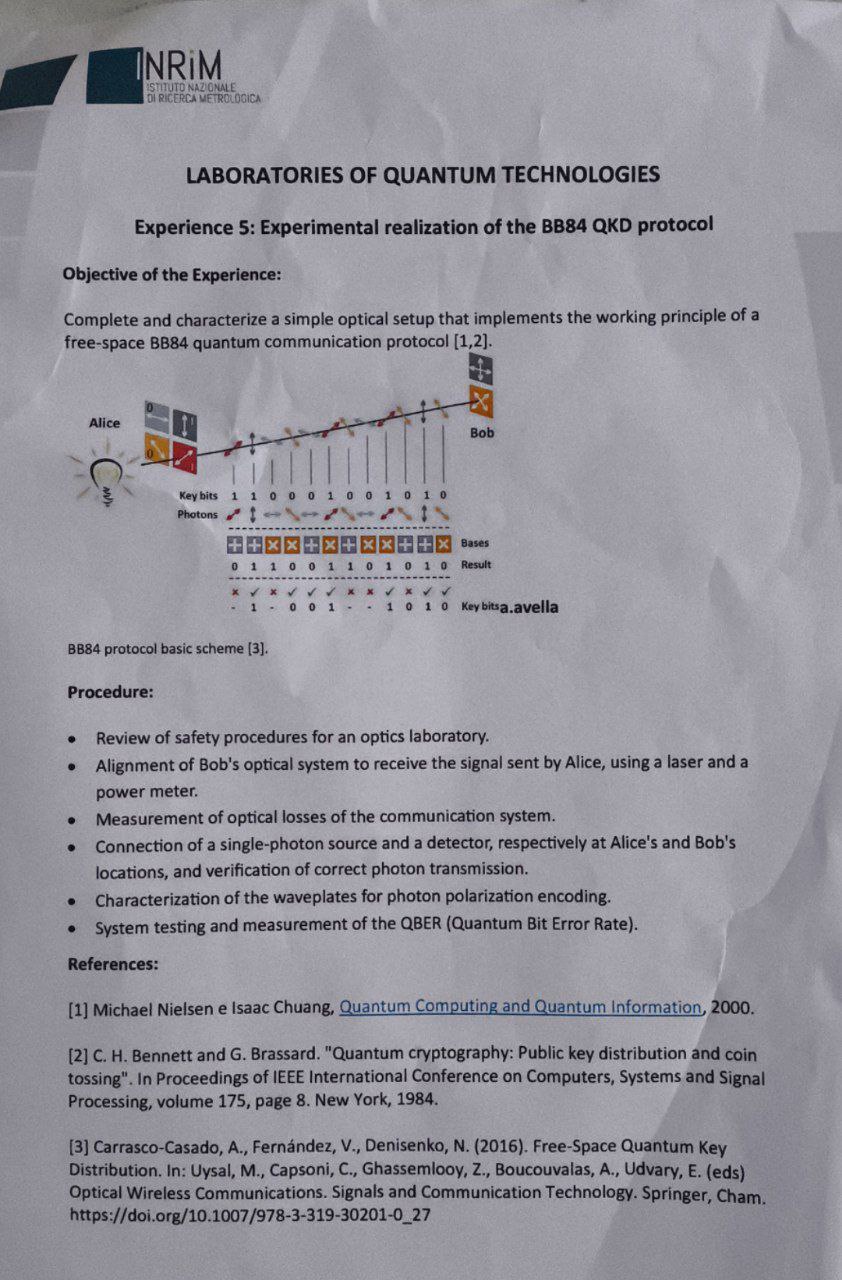 INRiM
ISTITUTO NAZIONALE
DI RICERCA METROLOGICA
LABORATORIES OF QUANTUM TECHNOLOGIES
Experience 5: Experimental realization of the BB84 QKD protocol
Objective of the Experience:
Complete and characterize a simple optical setup that implements the working principle of a
free-space BB84 quantum communication protocol [1,2].
Alice
0
0
Bob
Key bits 1 1 0 0 0 1 0 0 1 0 1 0
Photons
Bases
0 1 1 0 0 1 1 0 1 0 1 0 Result
× ✓ × ✓ ✓ ✓ × × ✓ × ✓ ✓
- 1 - 0 0 1 - - 1 0 1 0 Key bits a.avella
BB84 protocol basic scheme [3].
Procedure:
• Review of safety procedures for an optics laboratory.
• Alignment of Bob's optical system to receive the signal sent by Alice, using a laser and a
power meter.
• Measurement of optical losses of the communication system.
• Connection of a single-photon source and a detector, respectively at Alice's and Bob's
locations, and verification of correct photon transmission.
• Characterization of the waveplates for photon polarization encoding.
• System testing and measurement of the QBER (Quantum Bit Error Rate).
References:
[1] Michael Nielsen e Isaac Chuang, Quantum Computing and Quantum Information, 2000.
[2] C. H. Bennett and G. Brassard. "Quantum cryptography: Public key distribution and coin
tossing". In Proceedings of IEEE International Conference on Computers, Systems and Signal
Processing, volume 175, page 8. New York, 1984.
[3] Carrasco-Casado, A., Fernández, V., Denisenko, N. (2016). Free-Space Quantum Key
Distribution. In: Uysal, M., Capsoni, C., Ghassemlooy, Z., Boucouvalas, A., Udvary, E. (eds)
Optical Wireless Communications. Signals and Communication Technology. Springer, Cham.
https://doi.org/10.1007/978-3-319-30201-0_27